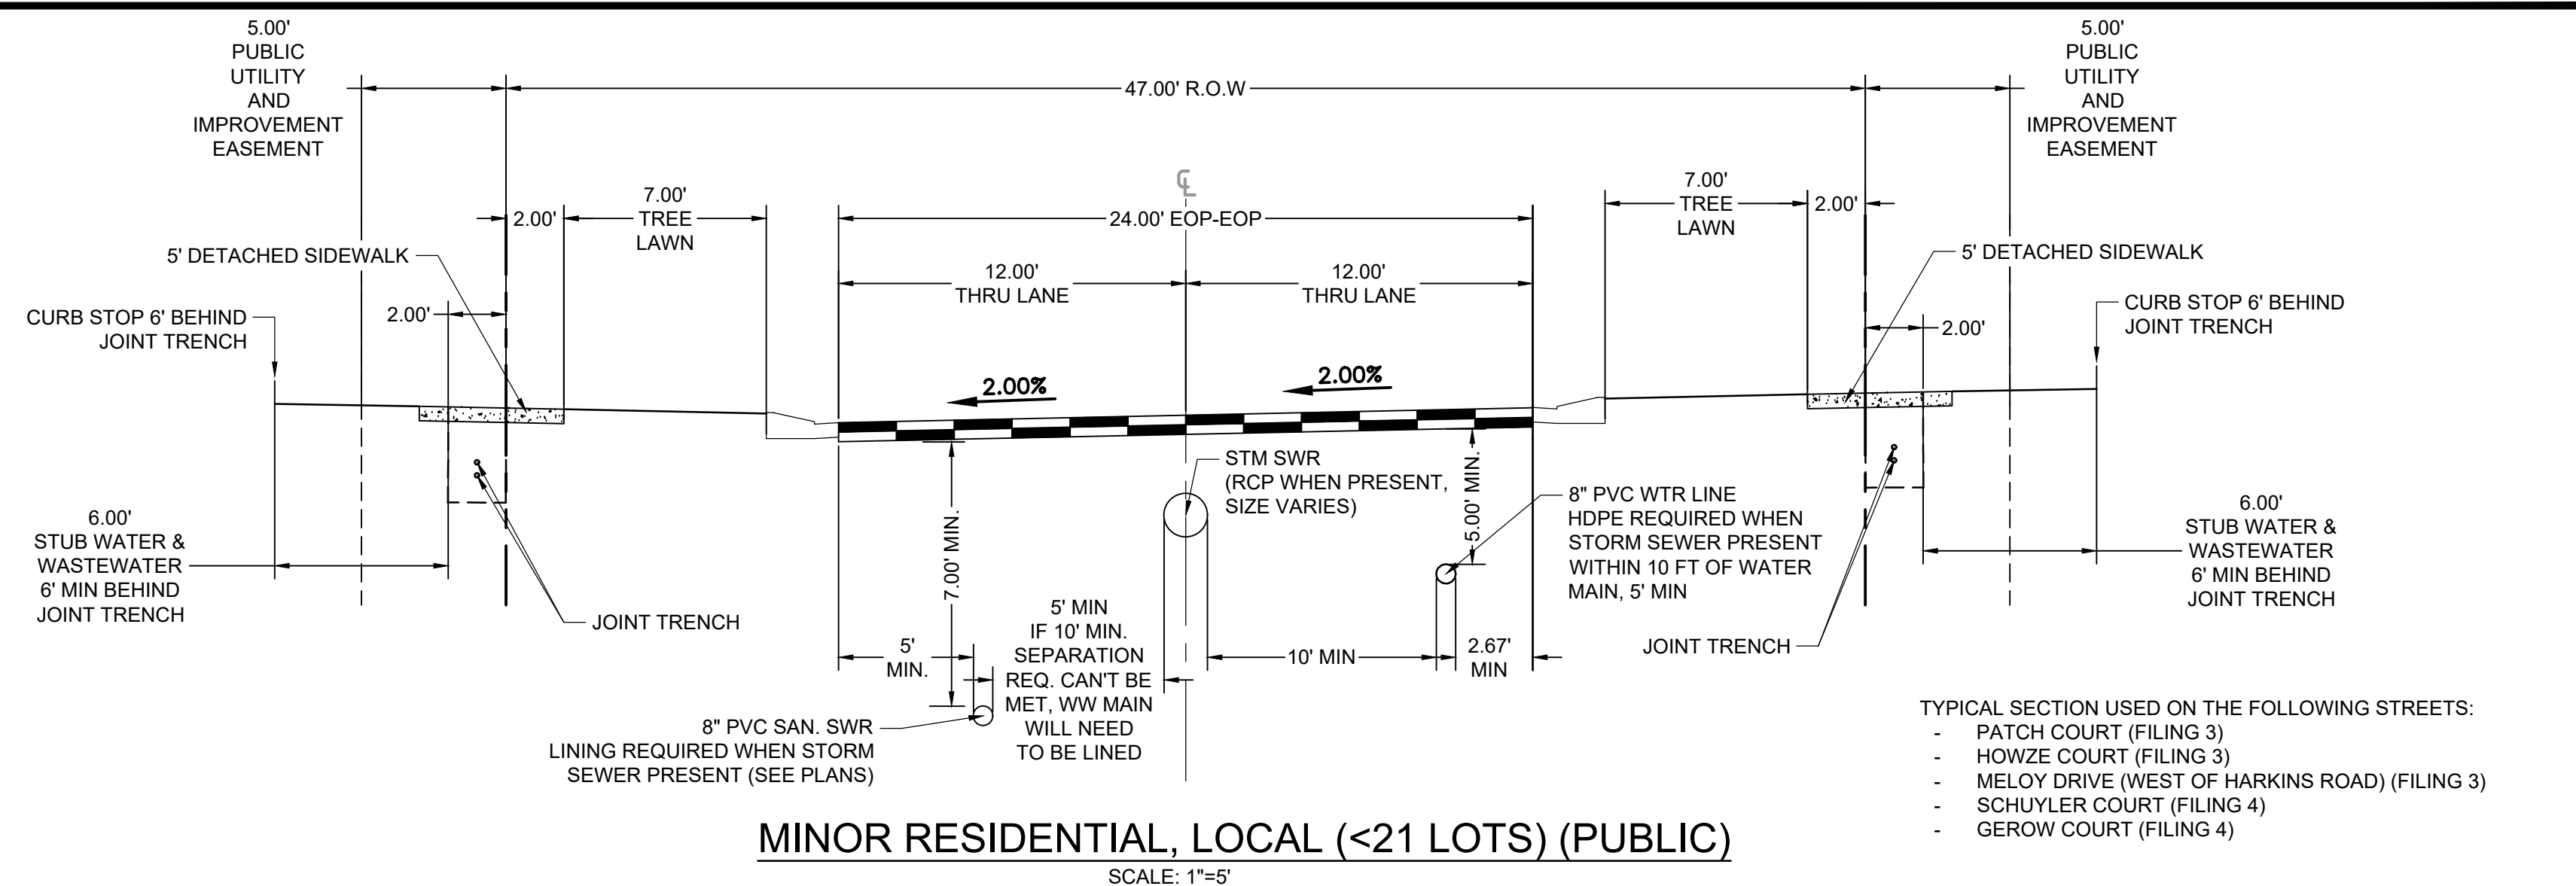 5.00'
PUBLIC
UTILITY
AND
IMPROVEMENT
EASEMENT
47.00' R.O.W
5.00'
PUBLIC
UTILITY
AND
IMPROVEMENT
EASEMENT
℄
2.00'
7.00'
TREE
LAWN
24.00' EOP-EOP
7.00'
TREE
LAWN
2.00'
5' DETACHED SIDEWALK
12.00'
THRU LANE
12.00'
THRU LANE
5' DETACHED SIDEWALK
CURB STOP 6' BEHIND
JOINT TRENCH
2.00'
2.00'
CURB STOP 6' BEHIND
JOINT TRENCH
2.00%
2.00%
STM SWR
(RCP WHEN PRESENT,
SIZE VARIES)
7.00' MIN.
5.00' MIN.
8" PVC WTR LINE
HDPE REQUIRED WHEN
STORM SEWER PRESENT
WITHIN 10 FT OF WATER
MAIN, 5' MIN
6.00'
STUB WATER &
WASTEWATER
6' MIN BEHIND
JOINT TRENCH
6.00'
STUB WATER &
WASTEWATER
6' MIN BEHIND
JOINT TRENCH
JOINT TRENCH
5'
MIN.
5' MIN
IF 10' MIN.
SEPARATION
REQ. CAN'T BE
MET, WW MAIN
WILL NEED
TO BE LINED
10' MIN
2.67'
MIN
JOINT TRENCH
8" PVC SAN. SWR
LINING REQUIRED WHEN STORM
SEWER PRESENT (SEE PLANS)
TYPICAL SECTION USED ON THE FOLLOWING STREETS:
- PATCH COURT (FILING 3)
- HOWZE COURT (FILING 3)
- MELOY DRIVE (WEST OF HARKINS ROAD) (FILING 3)
- SCHUYLER COURT (FILING 4)
- GEROW COURT (FILING 4)
MINOR RESIDENTIAL, LOCAL (<21 LOTS) (PUBLIC)
SCALE: 1"=5'